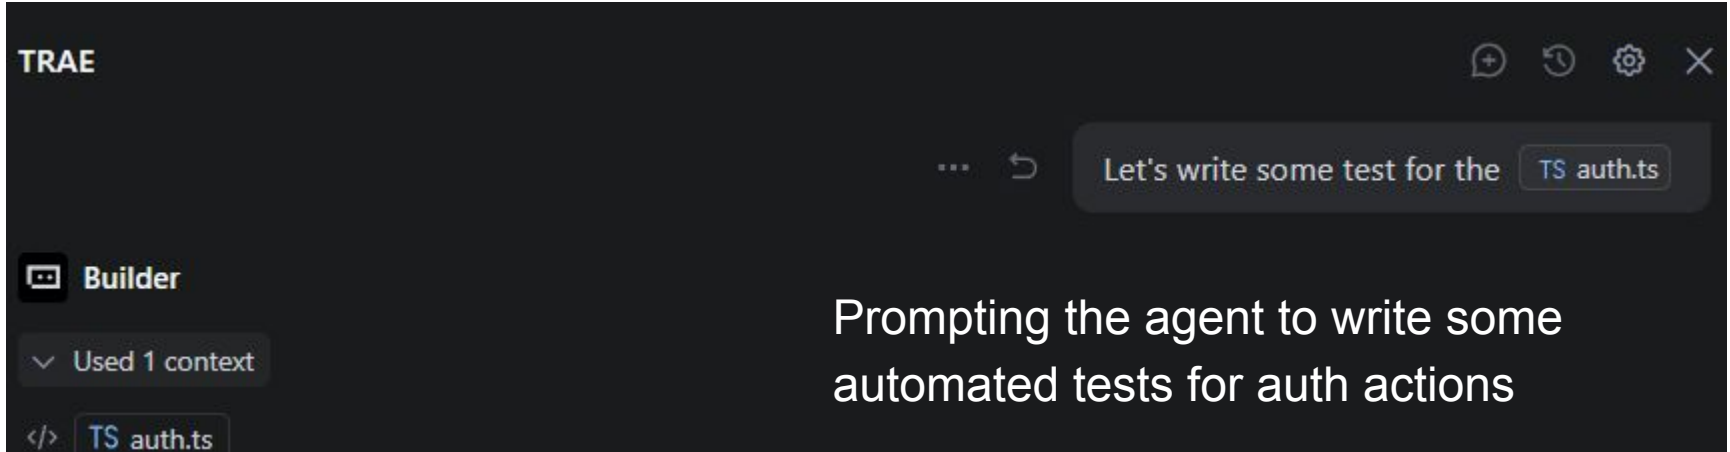 TRAE
Let's write some test for the TS auth.ts
Builder
Used 1 context
Prompting the agent to write some
automated tests for auth actions
</> TS auth.ts